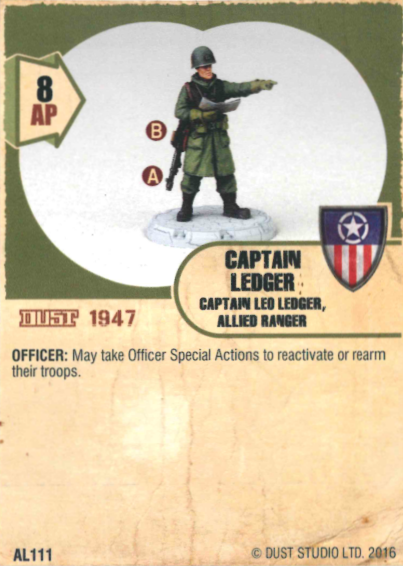 8
AP
B
A
CAPTAIN
LEDGER
CAPTAIN LEO LEDGER,
ALLIED RANGER
DUST 1947
OFFICER: May take Officer Special Actions to reactivate or rearm
their troops.
AL111
© DUST STUDIO LTD. 2016